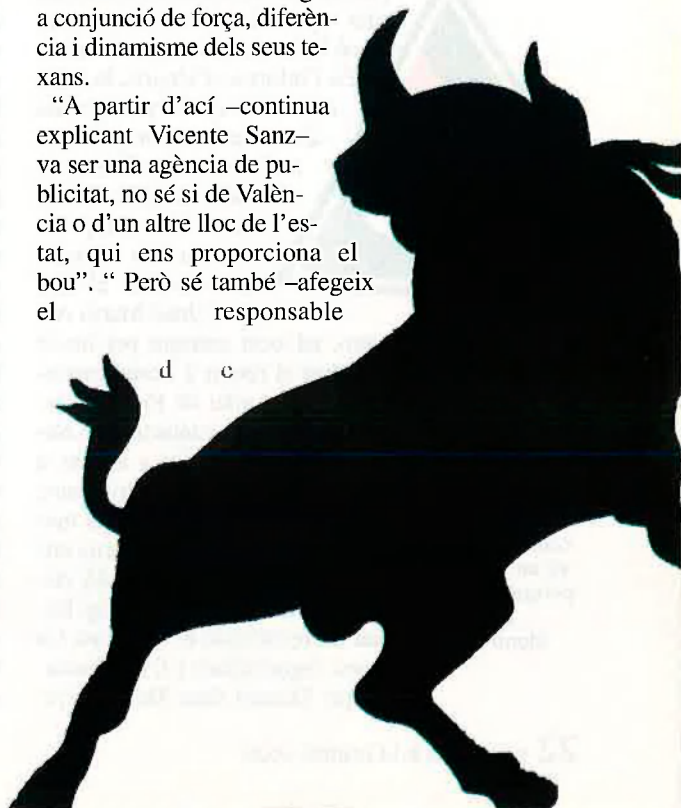 a conjunció de força, diferèn-
cia i dinamisme dels seus te-
xans.
“A partir d’ací –continua
explicant Vicente Sanz–
va ser una agència de pu-
blicitat, no sé si de Valèn-
cia o d’un altre lloc de l’es-
tat, qui ens proporciona el
bou”. “ Però sé també –afegeix
el responsable
d e